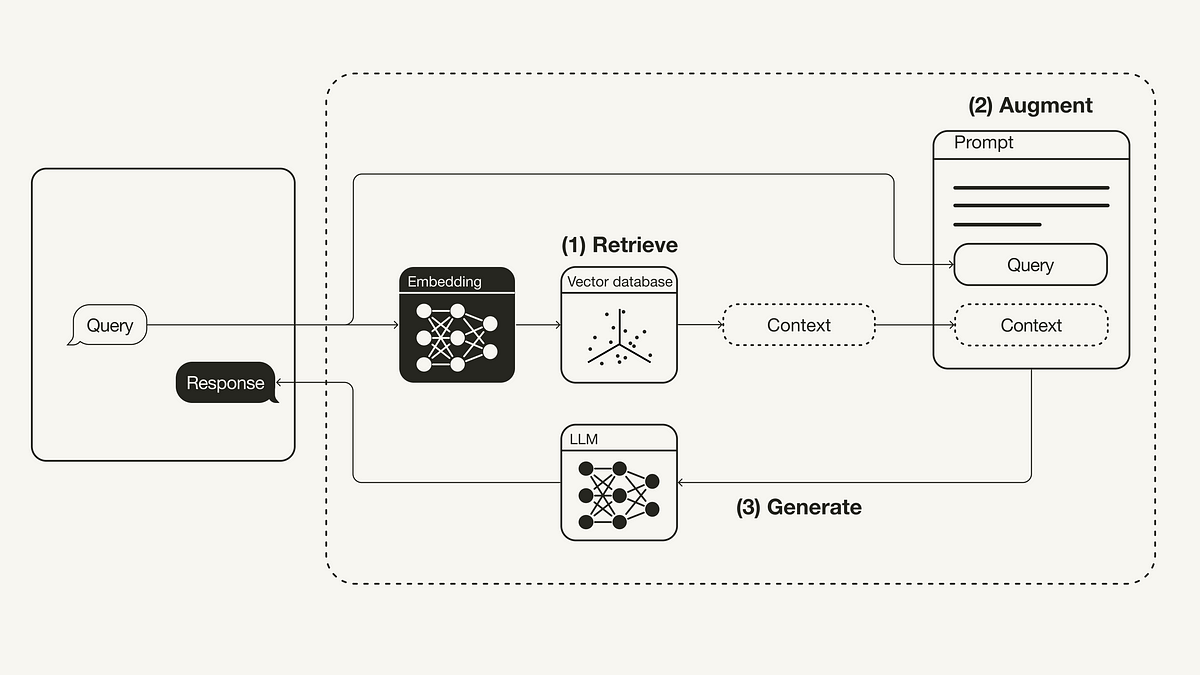 (2) Augment
Prompt
(1) Retrieve
Query
Embedding
Vector database
Query
Context
Context
Response
LLM
(3) Generate